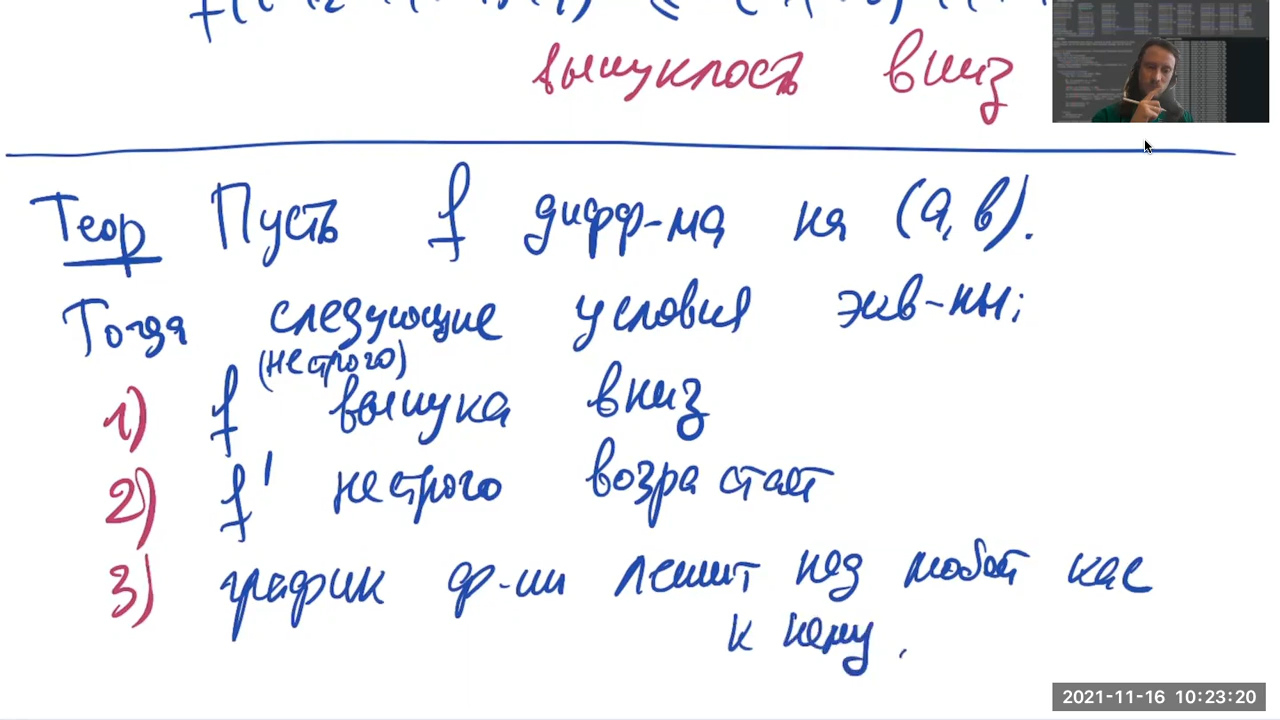 выпуклость вниз
Теор Пусть f дифф-ма на (a, b).
Тогда следующие условия экв-ны:
(нестрого)
1) f выпукла вниз
2) f' нестрого возрастает
3) график ф-ии лежит над любой кас
к нему.
2021-11-16 10:23:20